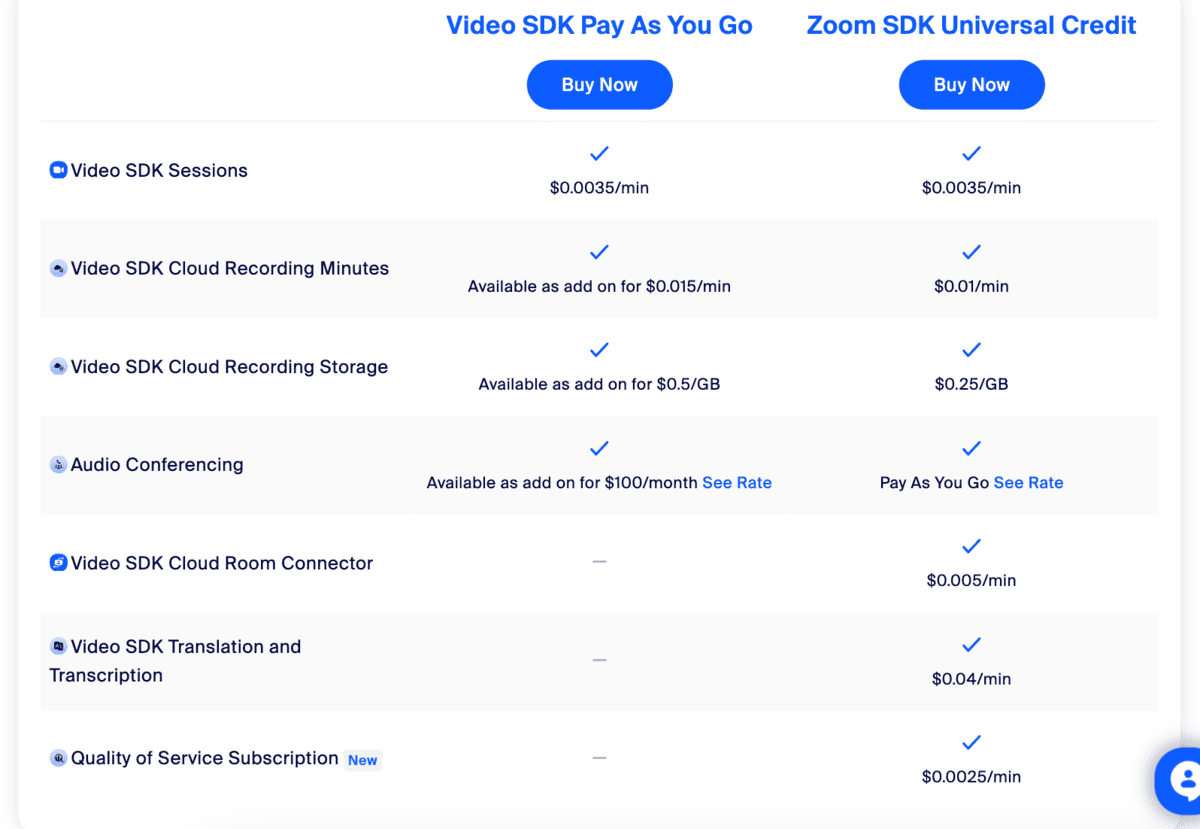 Video SDK Pay As You Go
Zoom SDK Universal Credit
Buy Now
Buy Now
Video SDK Sessions
$0.0035/min
$0.0035/min
Video SDK Cloud Recording Minutes
Available as add on for $0.015/min
$0.01/min
Video SDK Cloud Recording Storage
Available as add on for $0.5/GB
$0.25/GB
Audio Conferencing
Available as add on for $100/month See Rate
Pay As You Go See Rate
Video SDK Cloud Room Connector
—
$0.005/min
Video SDK Translation and
Transcription
—
$0.04/min
Quality of Service Subscription New
—
$0.0025/min